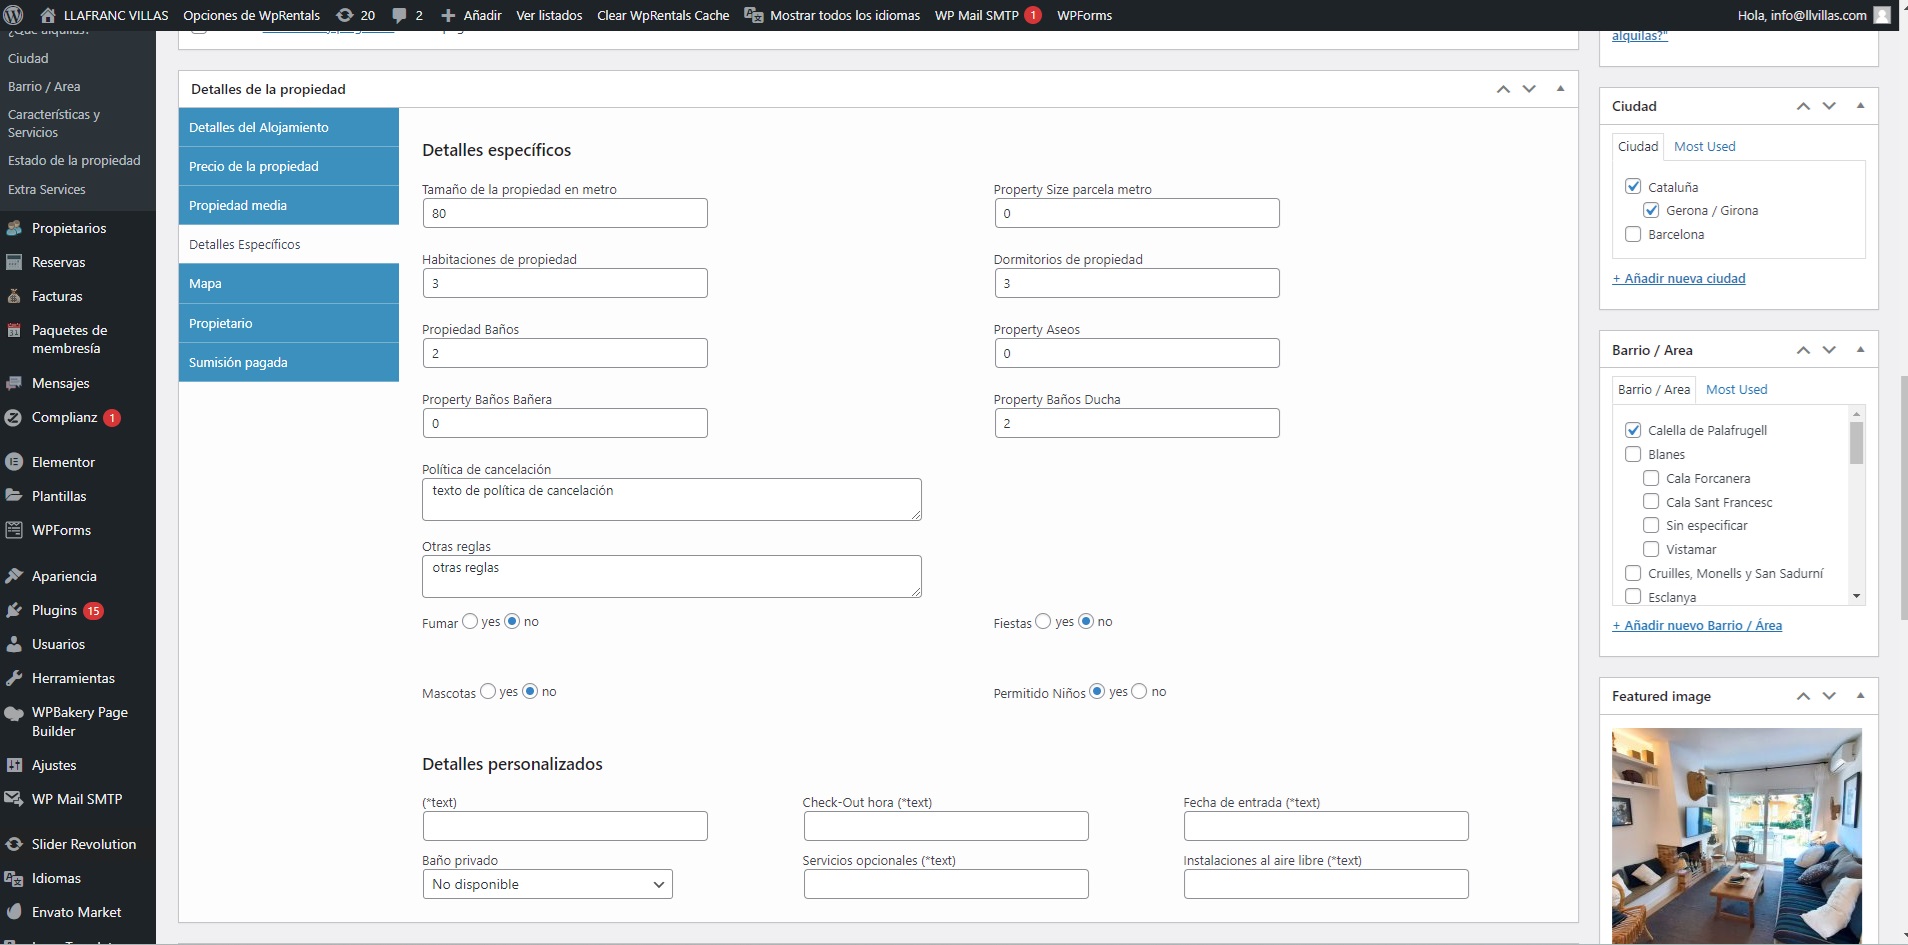 LLAFRANC VILLAS
Opciones de WpRentals
20
2
Añadir
Ver listados
Clear WpRentals Cache
Mostrar todos los idiomas
WP Mail SMTP 1
WPForms
Hola, info@llvillas.com
¿Qué alquilas?
Ciudad
Barrio / Area
Características y
Servicios
Estado de la propiedad
Extra Services
Propietarios
Reservas
Facturas
Paquetes de
membresía
Mensajes
Complianz 1
Elementor
Plantillas
WPForms
Apariencia
Plugins 15
Usuarios
Herramientas
WPBakery Page
Builder
Ajustes
WP Mail SMTP
Slider Revolution
Idiomas
Envato Market
Detalles de la propiedad
Detalles del Alojamiento
Precio de la propiedad
Propiedad media
Detalles Específicos
Mapa
Propietario
Sumisión pagada
Detalles específicos
Tamaño de la propiedad en metro
80
Property Size parcela metro
0
Habitaciones de propiedad
3
Dormitorios de propiedad
3
Propiedad Baños
2
Property Aseos
0
Property Baños Bañera
0
Property Baños Ducha
2
Política de cancelación
texto de política de cancelación
Otras reglas
otras reglas
Fumar yes no
Fiestas yes no
Mascotas yes no
Permitido Niños yes no
Detalles personalizados
(*text)
Check-Out hora (*text)
Fecha de entrada (*text)
Baño privado
No disponible
Servicios opcionales (*text)
Instalaciones al aire libre (*text)
alquilas?"
Ciudad
Ciudad
Most Used
Cataluña
Gerona / Girona
Barcelona
+ Añadir nueva ciudad
Barrio / Area
Barrio / Area
Most Used
Calella de Palafrugell
Blanes
Cala Forcanera
Cala Sant Francesc
Sin especificar
Vistamar
Cruilles, Monells y San Sadurní
Esclanya
+ Añadir nuevo Barrio / Área
Featured image